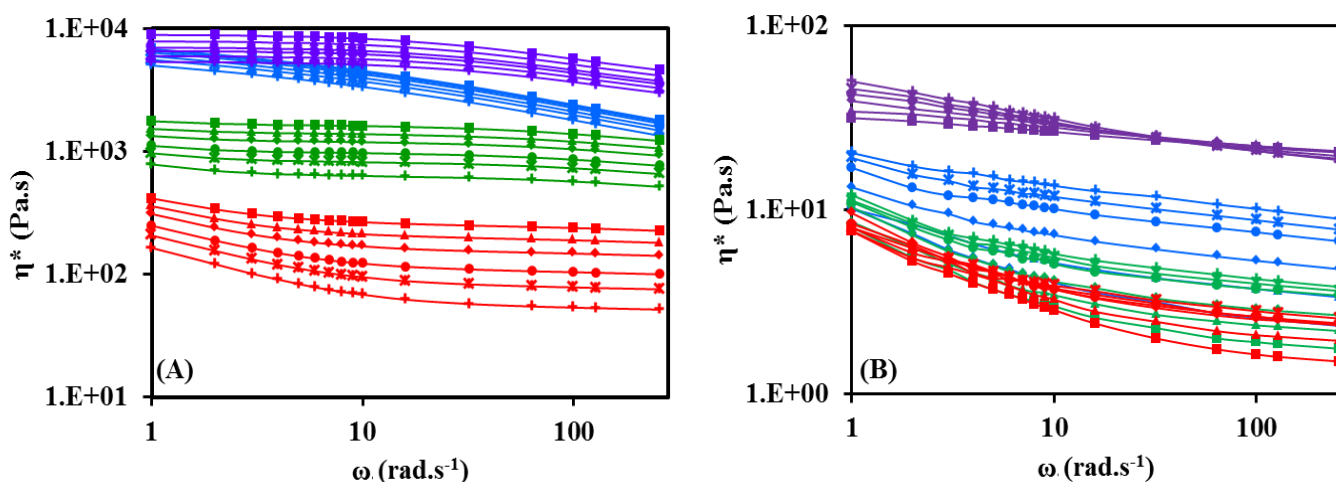 η* (Pa.s)
1.E+04
1.E+03
1.E+02
1.E+01
(A)
1 10 100
ω. (rad.s⁻¹)
η* (Pa.s)
1.E+02
1.E+01
1.E+00
(B)
1 10 100
ω. (rad.s⁻¹)